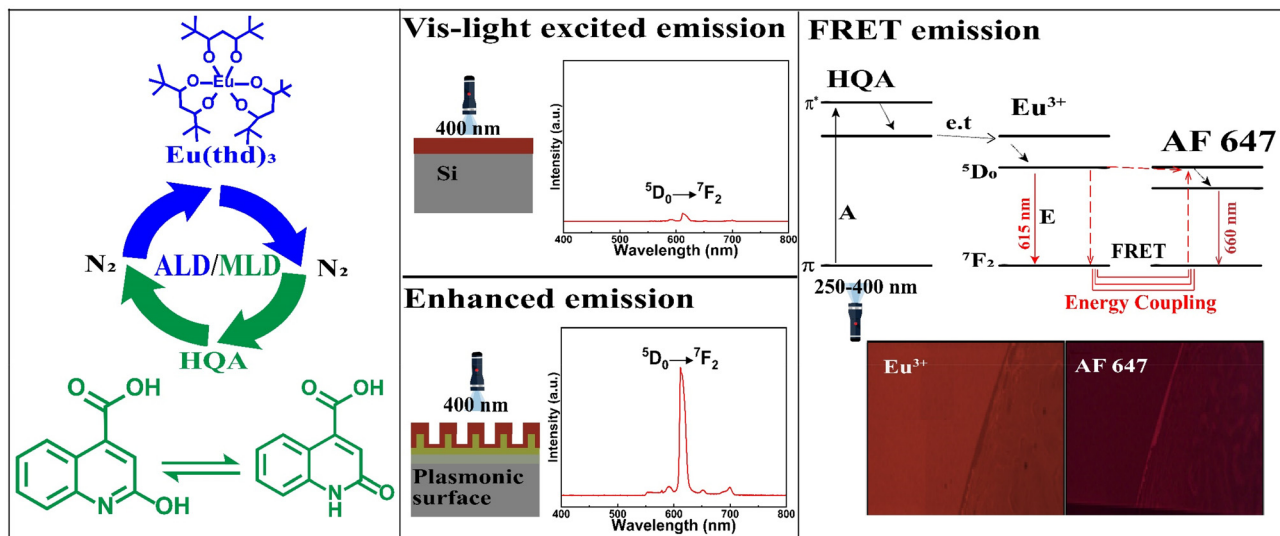 O
O
O
O
Eu
O
O
Eu(thd)₃
N₂
ALD/MLD
N₂
HQA
O
OH
N
OH
O
OH
N
H
O
Vis-light excited emission
400 nm
Si
Intensity (a.u.)
⁵D₀→⁷F₂
400 500 600 700 800
Wavelength (nm)
Enhanced emission
400 nm
Plasmonic
surface
Intensity (a.u.)
⁵D₀→⁷F₂
400 500 600 700 800
Wavelength (nm)
FRET emission
HQA
π*
Eu³⁺
e.t
AF 647
⁵D₀
A
615 nm
E
660 nm
FRET
π
⁷F₂
250-400 nm
Energy Coupling
Eu³⁺
AF 647